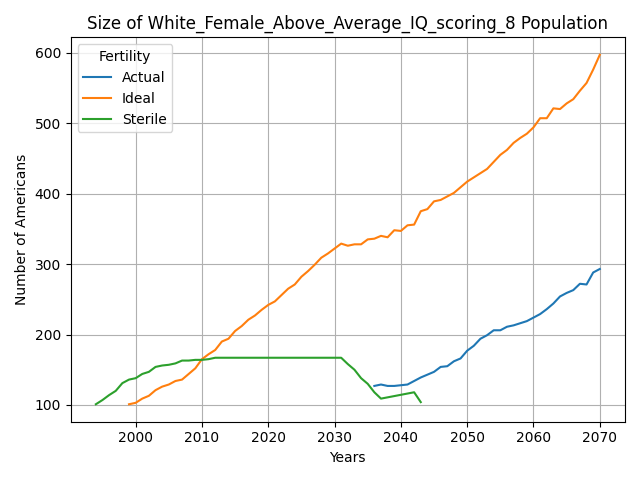 Size of White_Female_Above_Average_IQ_scoring_8 Population
Fertility
Actual
Ideal
Sterile
Number of Americans
600
500
400
300
200
100
2000 2010 2020 2030 2040 2050 2060 2070
Years